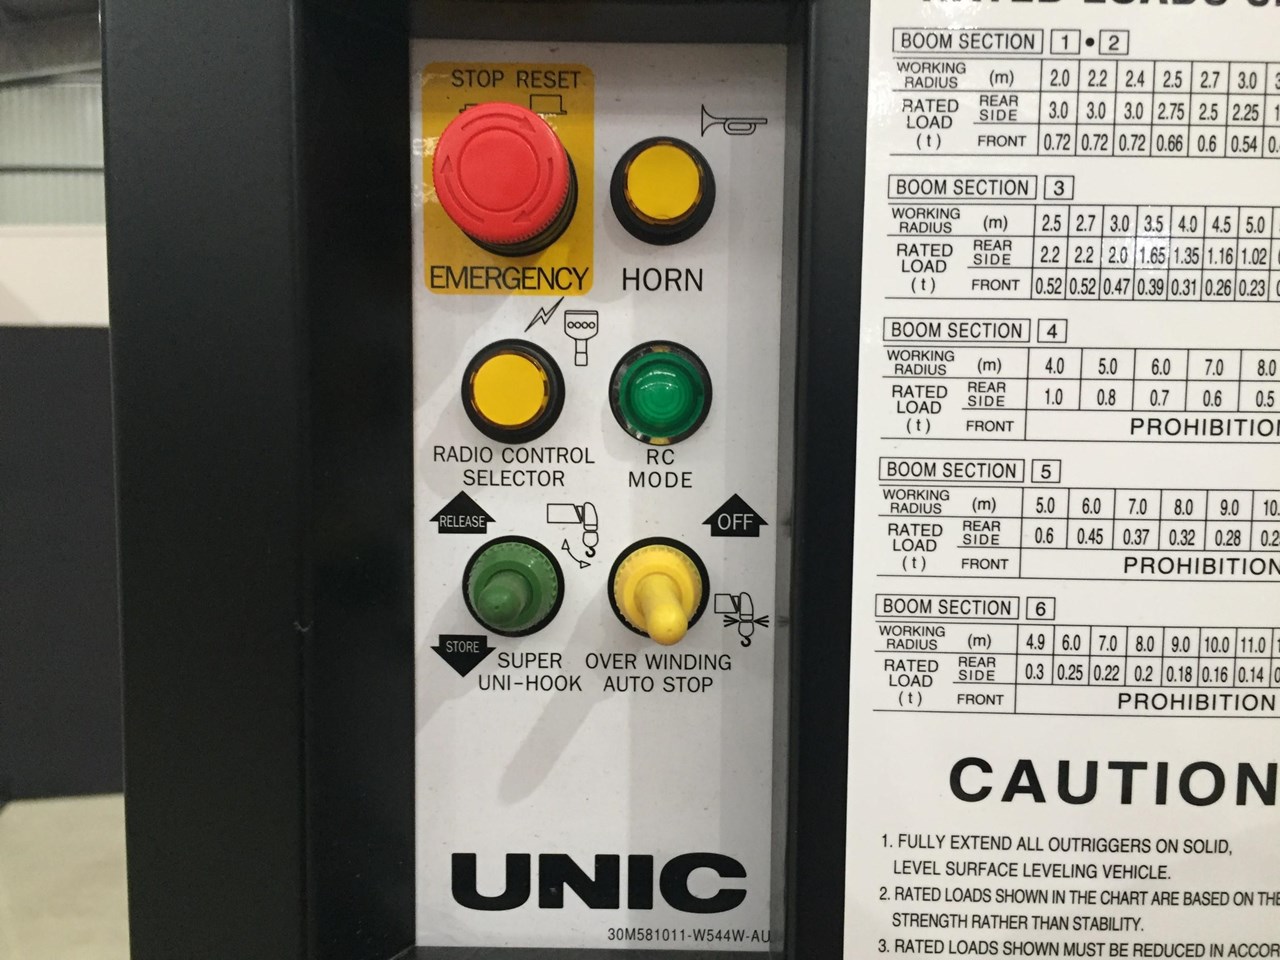 STOP RESET
EMERGENCY
HORN
RADIO CONTROL
SELECTOR
RC
MODE
RELEASE
OFF
STORE
SUPER
UNI-HOOK
OVER WINDING
AUTO STOP
UNIC
30M581011-W544W-AU
RATED LOADS
BOOM SECTION 1 • 2
WORKING RADIUS (m) 2.0 2.2 2.4 2.5 2.7 3.0
RATED LOAD (t) REAR SIDE 3.0 3.0 3.0 2.75 2.5 2.25
FRONT 0.72 0.72 0.72 0.66 0.6 0.54
BOOM SECTION 3
WORKING RADIUS (m) 2.5 2.7 3.0 3.5 4.0 4.5 5.0
RATED LOAD (t) REAR SIDE 2.2 2.2 2.0 1.65 1.35 1.16 1.02
FRONT 0.52 0.52 0.47 0.39 0.31 0.26 0.23
BOOM SECTION 4
WORKING RADIUS (m) 4.0 5.0 6.0 7.0 8.0
RATED LOAD (t) REAR SIDE 1.0 0.8 0.7 0.6 0.5
FRONT PROHIBITION
BOOM SECTION 5
WORKING RADIUS (m) 5.0 6.0 7.0 8.0 9.0 10.
RATED LOAD (t) REAR SIDE 0.6 0.45 0.37 0.32 0.28
FRONT PROHIBITION
BOOM SECTION 6
WORKING RADIUS (m) 4.9 6.0 7.0 8.0 9.0 10.0 11.0
RATED LOAD (t) REAR SIDE 0.3 0.25 0.22 0.2 0.18 0.16 0.14
FRONT PROHIBITION
CAUTION
1. FULLY EXTEND ALL OUTRIGGERS ON SOLID,
LEVEL SURFACE LEVELING VEHICLE.
2. RATED LOADS SHOWN IN THE CHART ARE BASED ON THE
STRENGTH RATHER THAN STABILITY.
3. RATED LOADS SHOWN MUST BE REDUCED IN ACCOR